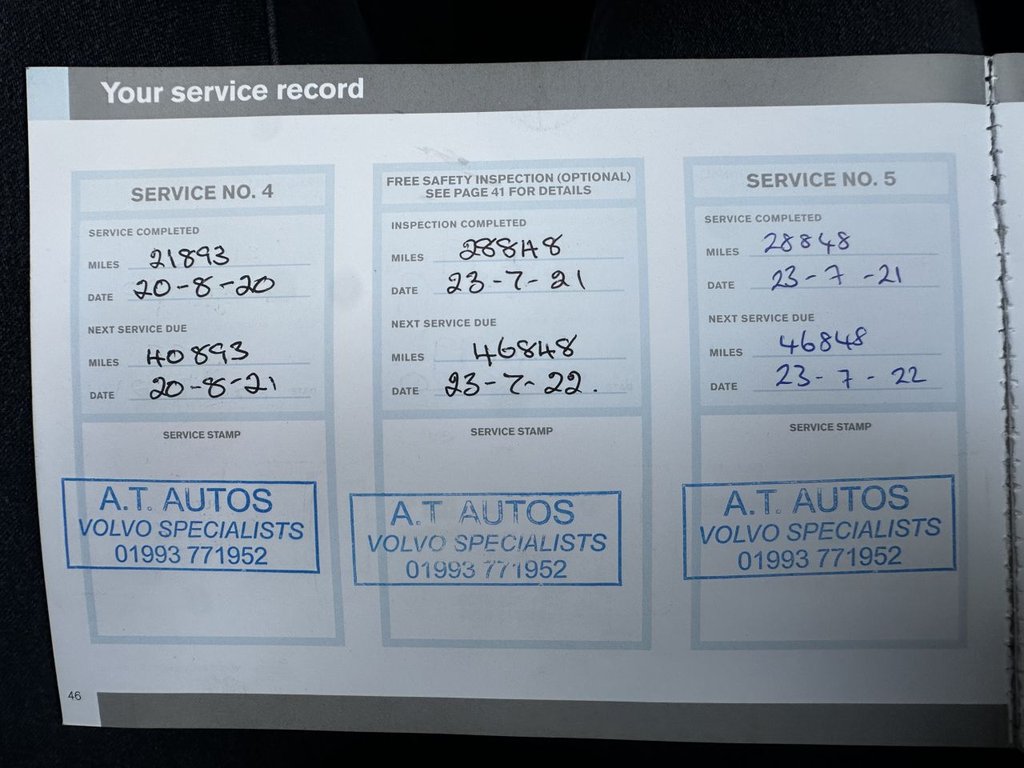 Your service record
SERVICE NO. 4
SERVICE COMPLETED
MILES 21893
DATE 20-8-20
NEXT SERVICE DUE
MILES 40893
DATE 20-8-21
SERVICE STAMP
A.T. AUTOS
VOLVO SPECIALISTS
01993 771952
FREE SAFETY INSPECTION (OPTIONAL)
SEE PAGE 41 FOR DETAILS
INSPECTION COMPLETED
MILES 28848
DATE 23-7-21
NEXT SERVICE DUE
MILES 46848
DATE 23-7-22.
SERVICE STAMP
A.T AUTOS
VOLVO SPECIALISTS
01993 771952
SERVICE NO. 5
SERVICE COMPLETED
MILES 28848
DATE 23-7-21
NEXT SERVICE DUE
MILES 46848
DATE 23-7-22
SERVICE STAMP
A.T. AUTOS
VOLVO SPECIALISTS
01993 771952
46